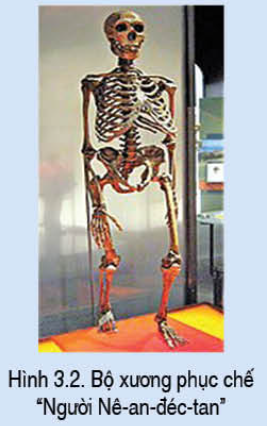 Hình 3.2. Bộ xương phục chế
“Người Nê-an-đéc-tan”